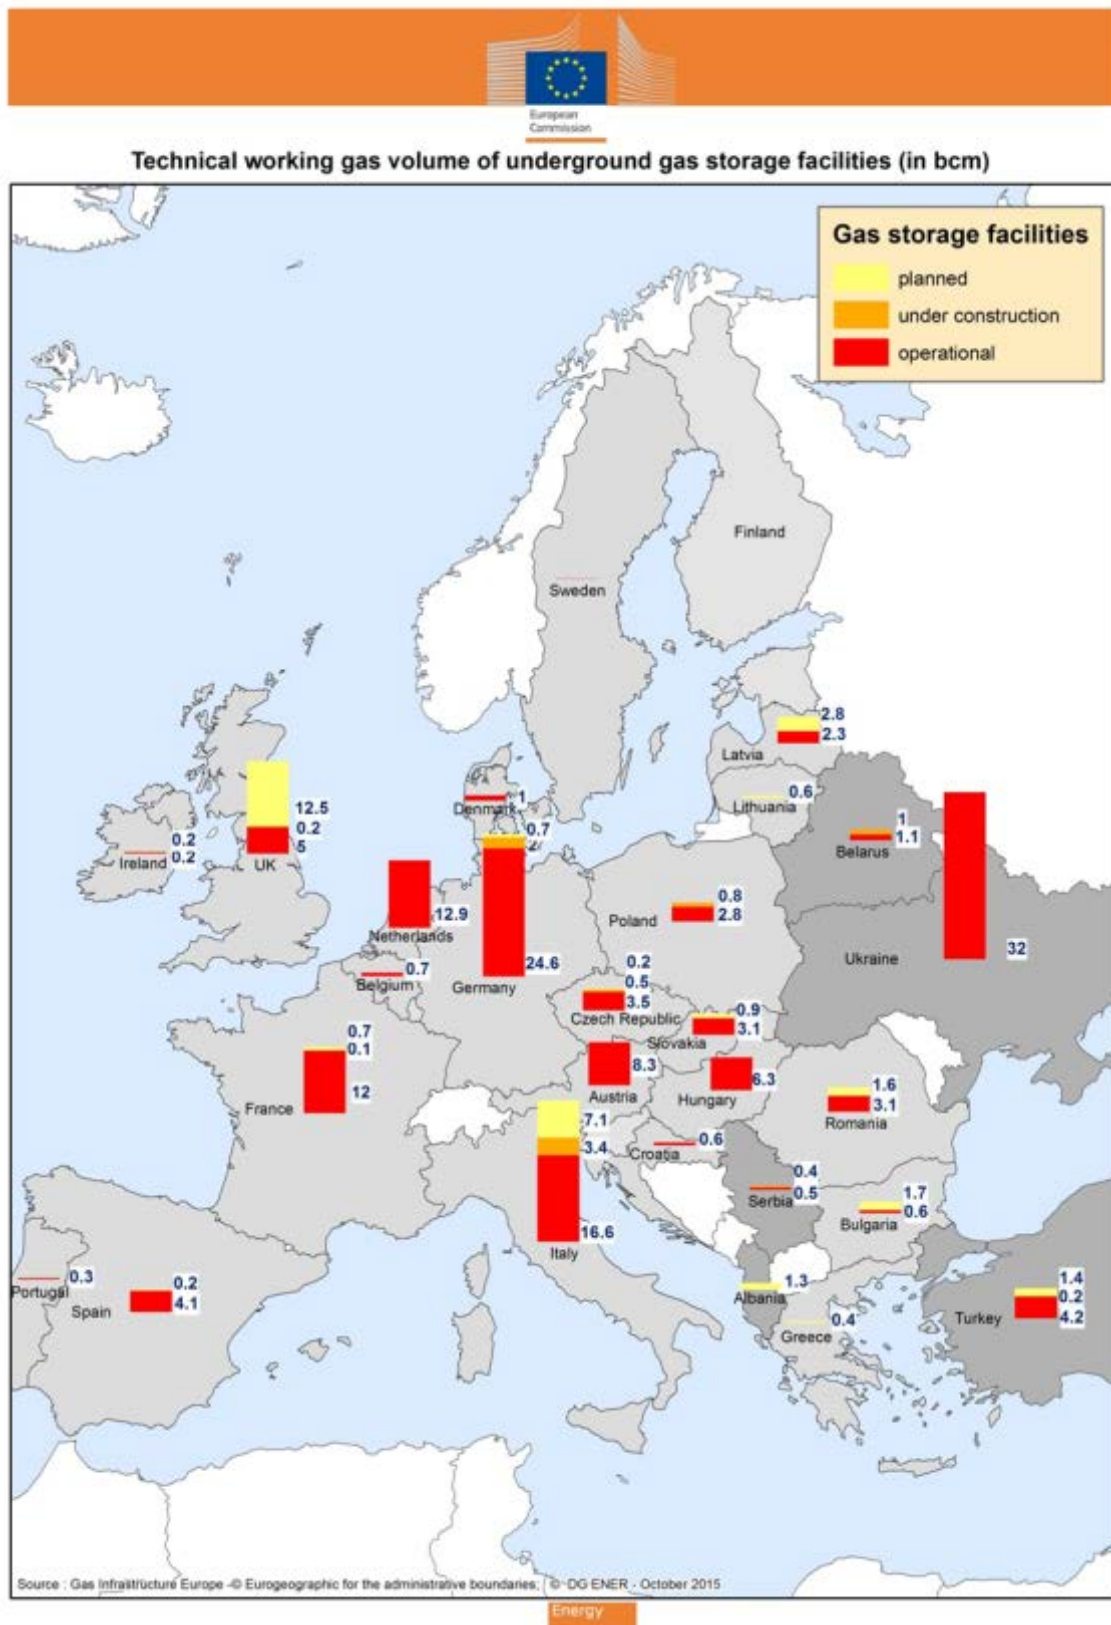 European
Commission
Technical working gas volume of underground gas storage facilities (in bcm)
Gas storage facilities
planned
under construction
operational
Finland
Sweden
2.8
2.3
Latvia
0.6
Lithuania
1
1.1
Belarus
12.5
0.2
5
UK
0.2
0.2
Ireland
1
Denmark
0.7
2
24.6
Germany
12.9
Netherlands
0.7
Belgium
0.8
2.8
Poland
32
Ukraine
0.2
0.5
3.5
Czech Republic
0.9
3.1
Slovakia
0.7
0.1
12
France
8.3
Austria
6.3
Hungary
1.6
3.1
Romania
7.1
3.4
16.6
Italy
0.6
Croatia
0.4
0.5
Serbia
1.7
0.6
Bulgaria
0.3
Portugal
0.2
4.1
Spain
1.3
Albania
0.4
Greece
1.4
0.2
4.2
Turkey
Source : Gas Infrastructure Europe -© Eurogeographic for the administrative boundaries; © DG ENER - October 2015
Energy